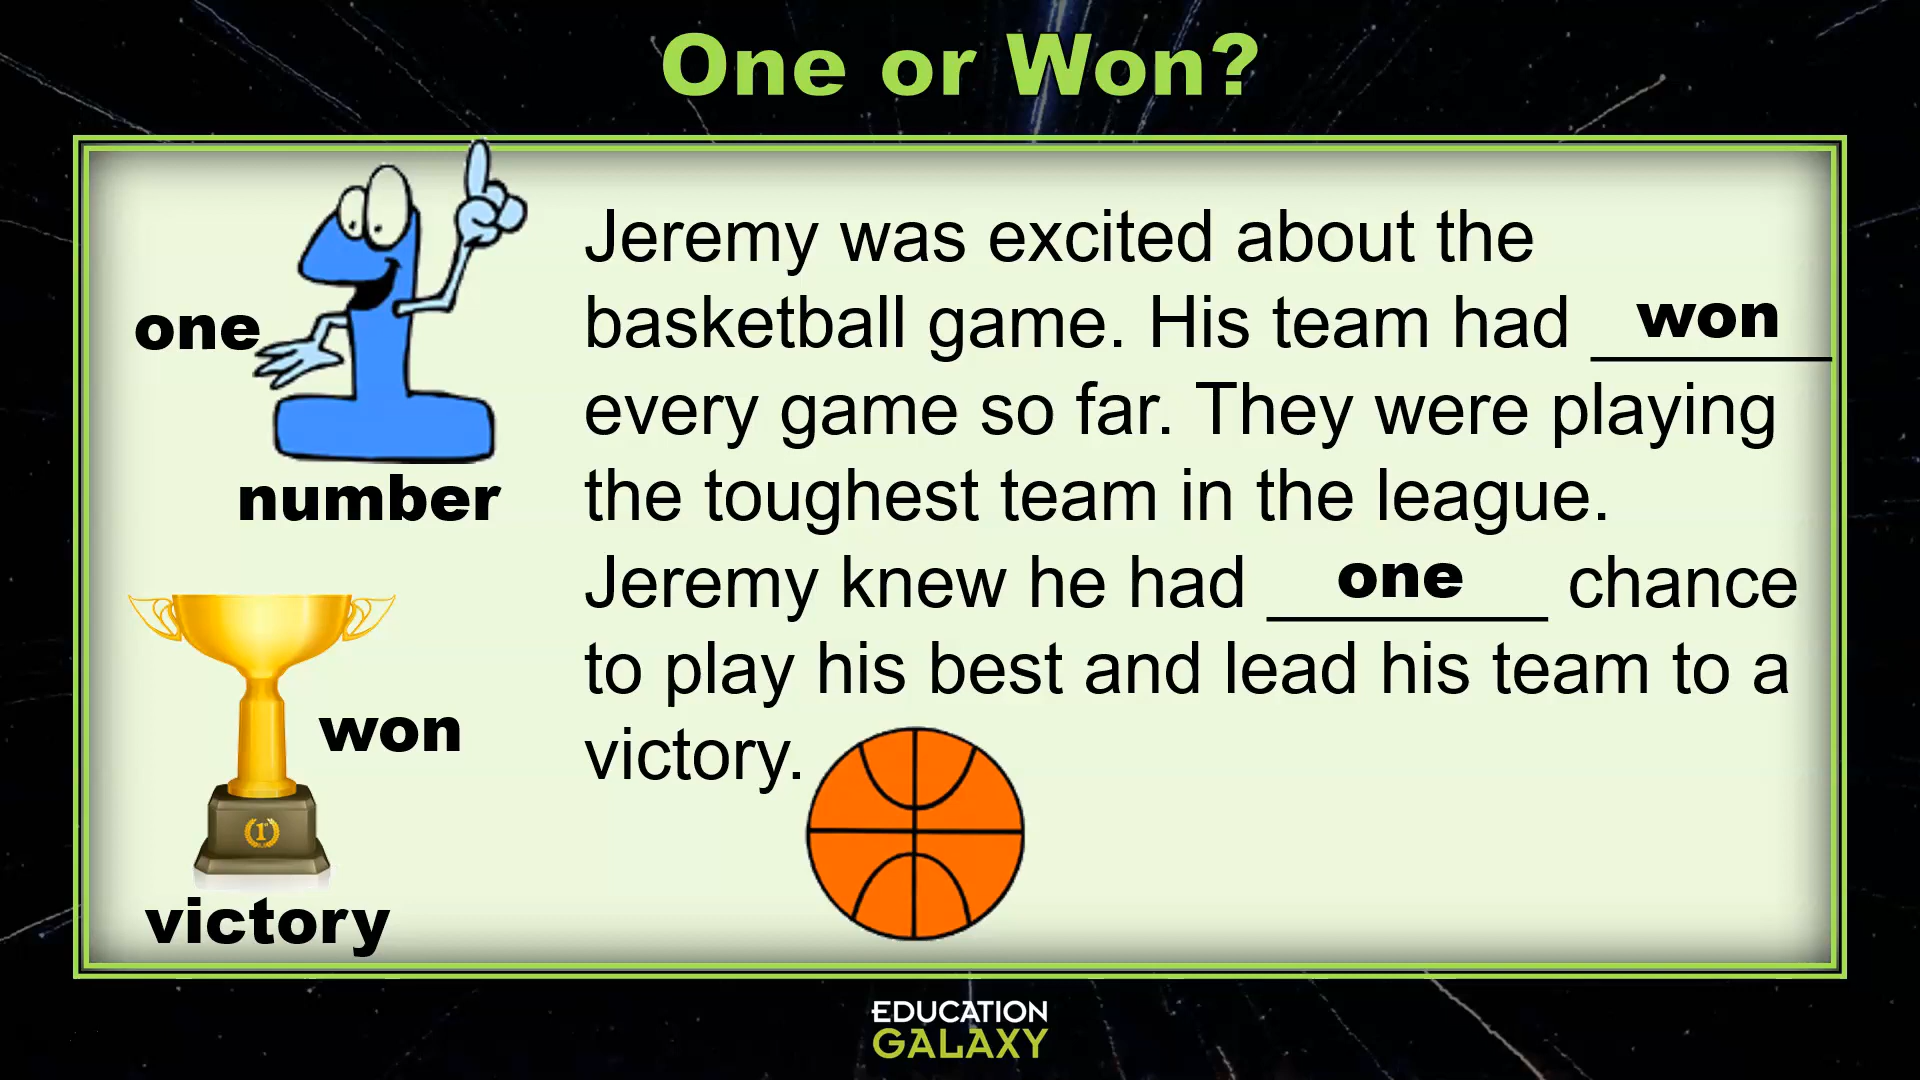 One or Won?
one
number
won
victory
Jeremy was excited about the
basketball game. His team had won
every game so far. They were playing
the toughest team in the league.
Jeremy knew he had one chance
to play his best and lead his team to a
victory.
1st
EDUCATION
GALAXY